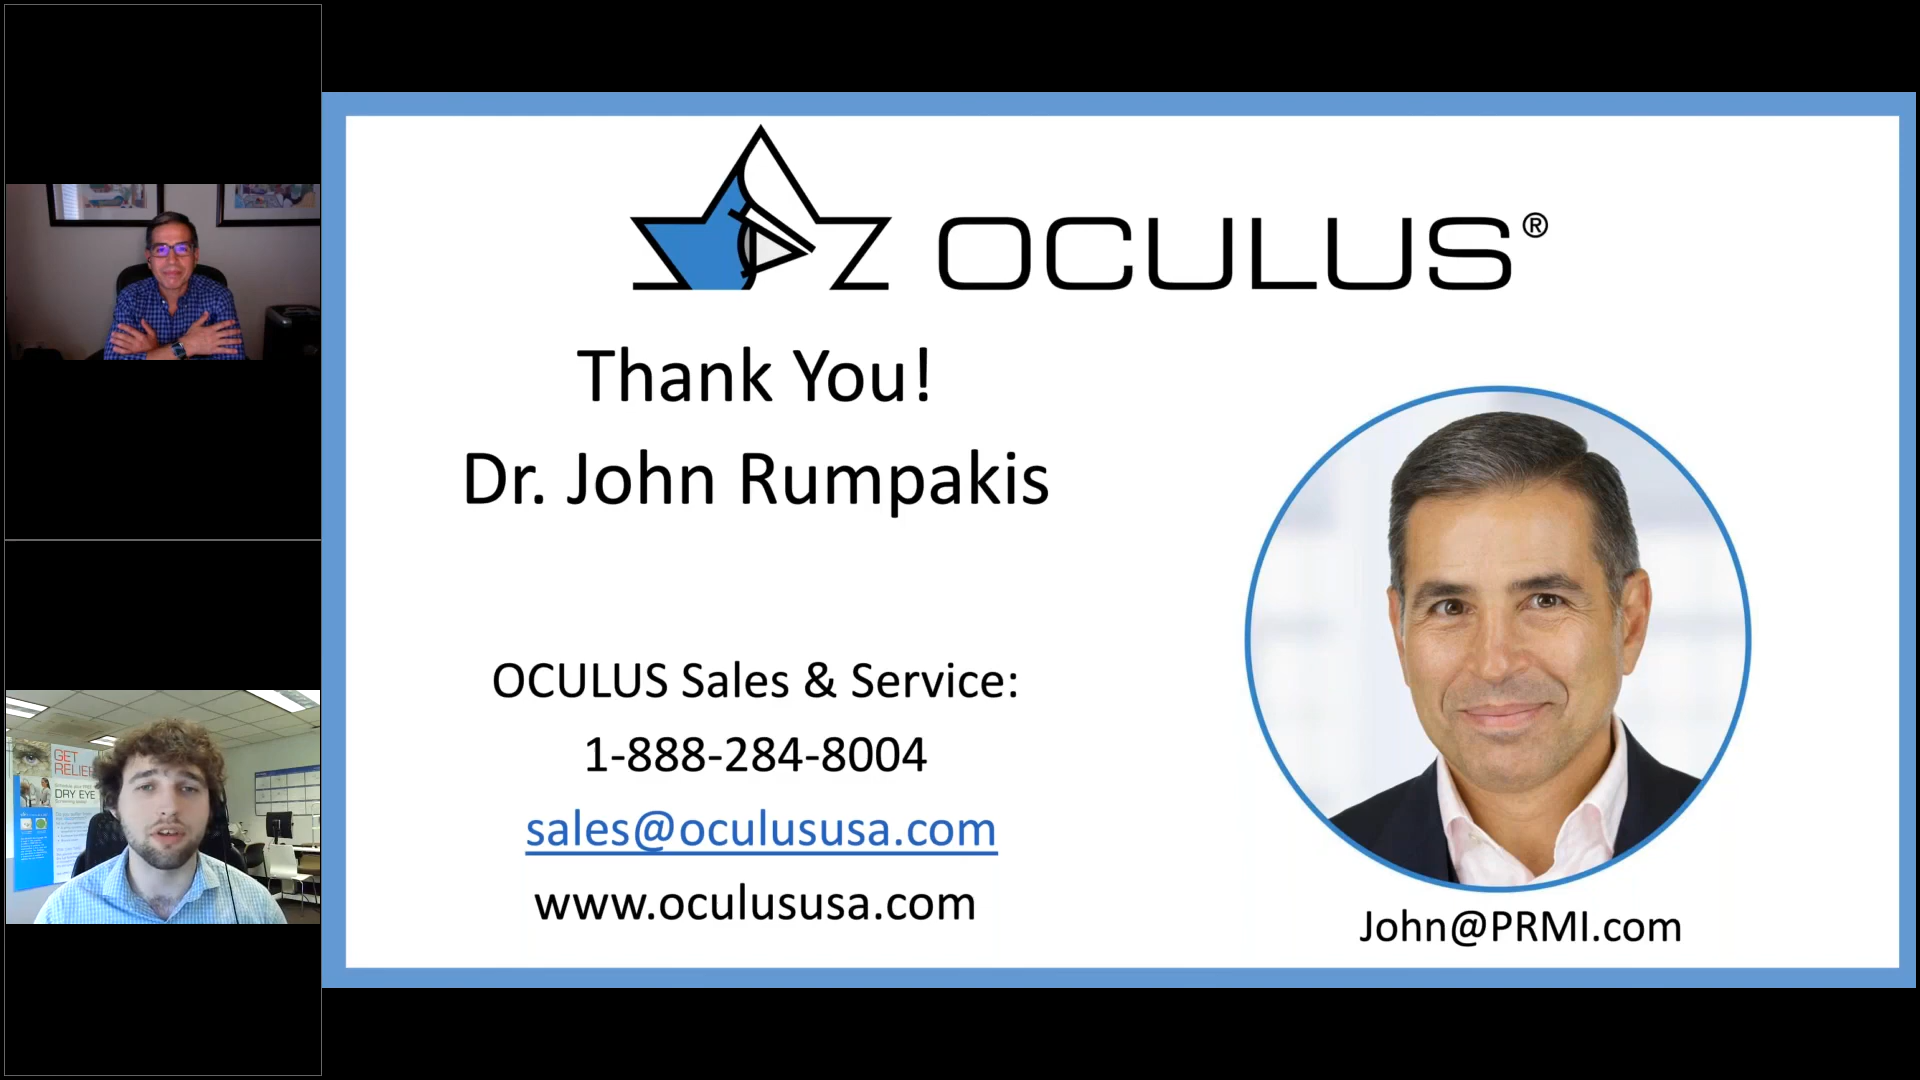 OCULUS®
Thank You!
Dr. John Rumpakis
OCULUS Sales & Service:
1-888-284-8004
sales@oculususa.com
www.oculususa.com
John@PRMI.com
GET
RELIEF
DRY EYE